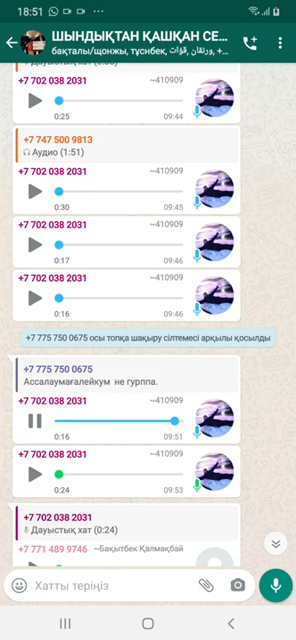 18:51
ШЫНДЫҚТАН ҚАШҚАН СЕ...
бақталы/щонжы, тұснбек, ورنقان, قۇات, +...
Дауыстық хат (0:30)
+7 702 038 2031 ~410909
0:25 09:44
+7 747 500 9813
Аудио (1:51)
+7 702 038 2031 ~410909
0:30 09:45
+7 702 038 2031 ~410909
0:17 09:46
+7 702 038 2031 ~410909
0:16 09:46
+7 775 750 0675 осы топқа шақыру сілтемесі арқылы қосылды
+7 775 750 0675
Ассалаумағалейкум не гурппа.
+7 702 038 2031 ~410909
0:16 09:51
+7 702 038 2031 ~410909
0:24 09:53
+7 702 038 2031
Дауыстық хат (0:24)
+7 771 489 9746 ~Бақытбек Қалмақбай
Хатты теріңіз